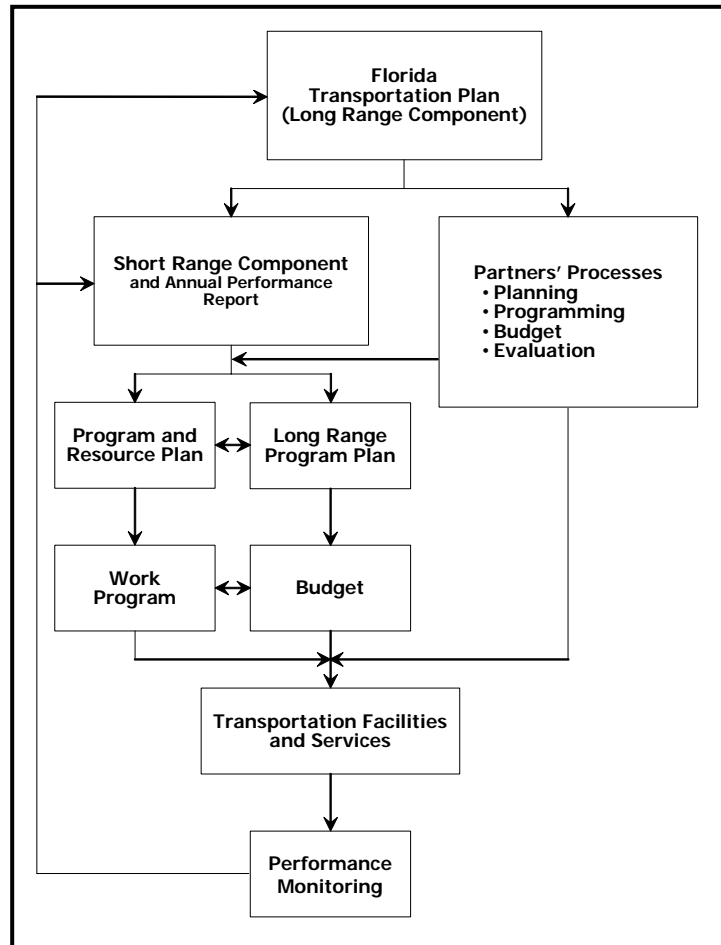 Florida
Transportation Plan
(Long Range Component)
Short Range Component
and Annual Performance
Report
Partners’ Processes
• Planning
• Programming
• Budget
• Evaluation
Program and
Resource Plan
Long Range
Program Plan
Work
Program
Budget
Transportation Facilities
and Services
Performance
Monitoring